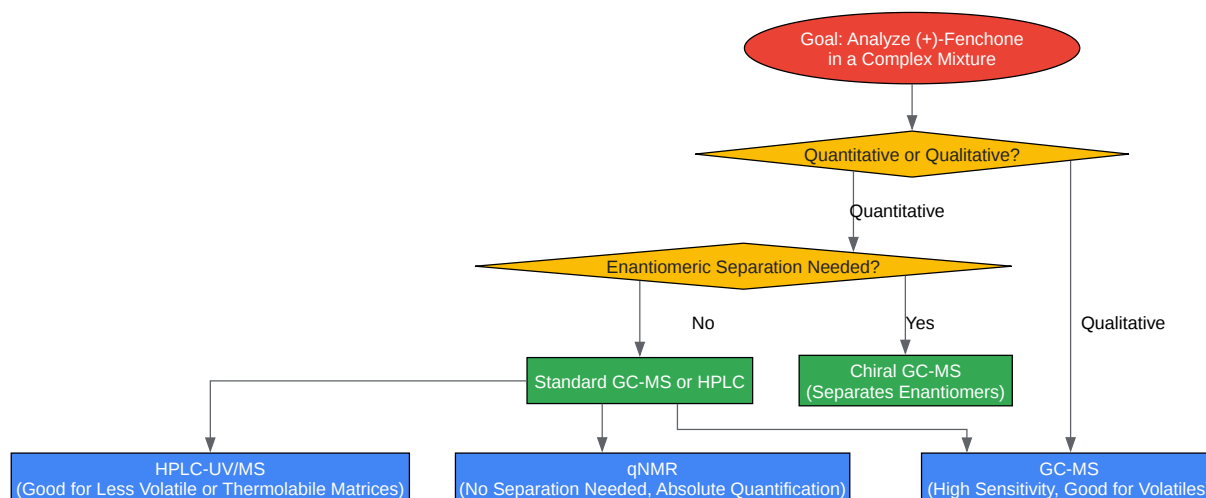 Goal: Analyze (+)-Fenchone
in a Complex Mixture
Quantitative or Qualitative?
Quantitative
Enantiomeric Separation Needed?
No
Yes
Qualitative
Standard GC-MS or HPLC
Chiral GC-MS
(Separates Enantiomers)
HPLC-UV/MS
(Good for Less Volatile or Thermolabile Matrices)
qNMR
(No Separation Needed, Absolute Quantification)
GC-MS
(High Sensitivity, Good for Volatiles)